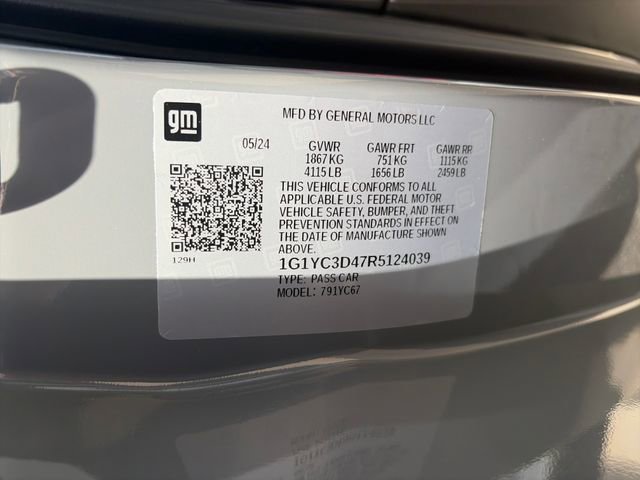 gm
MFD BY GENERAL MOTORS LLC
05/24 GVWR GAWR FRT GAWR RR
1867 KG 751 KG 1115 KG
4115 LB 1656 LB 2459 LB
THIS VEHICLE CONFORMS TO ALL
APPLICABLE U.S. FEDERAL MOTOR
VEHICLE SAFETY, BUMPER, AND THEFT
PREVENTION STANDARDS IN EFFECT ON
THE DATE OF MANUFACTURE SHOWN
ABOVE.
129H
1G1YC3D47R5124039
TYPE: PASS CAR
MODEL: 791YC67